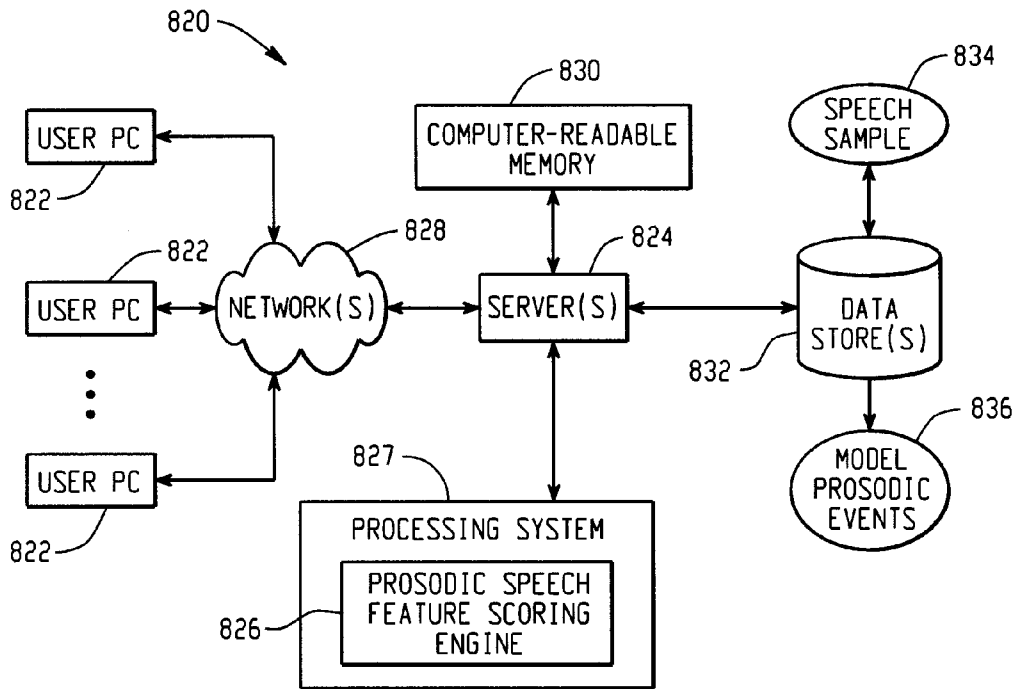 820
830
834
USER PC
COMPUTER-READABLE
MEMORY
SPEECH
SAMPLE
822
828
824
822
USER PC
NETWORK(S)
SERVER(S)
DATA
STORE(S)
832
836
827
USER PC
MODEL
PROSODIC
EVENTS
822
PROCESSING SYSTEM
PROSODIC SPEECH
FEATURE SCORING
ENGINE
826